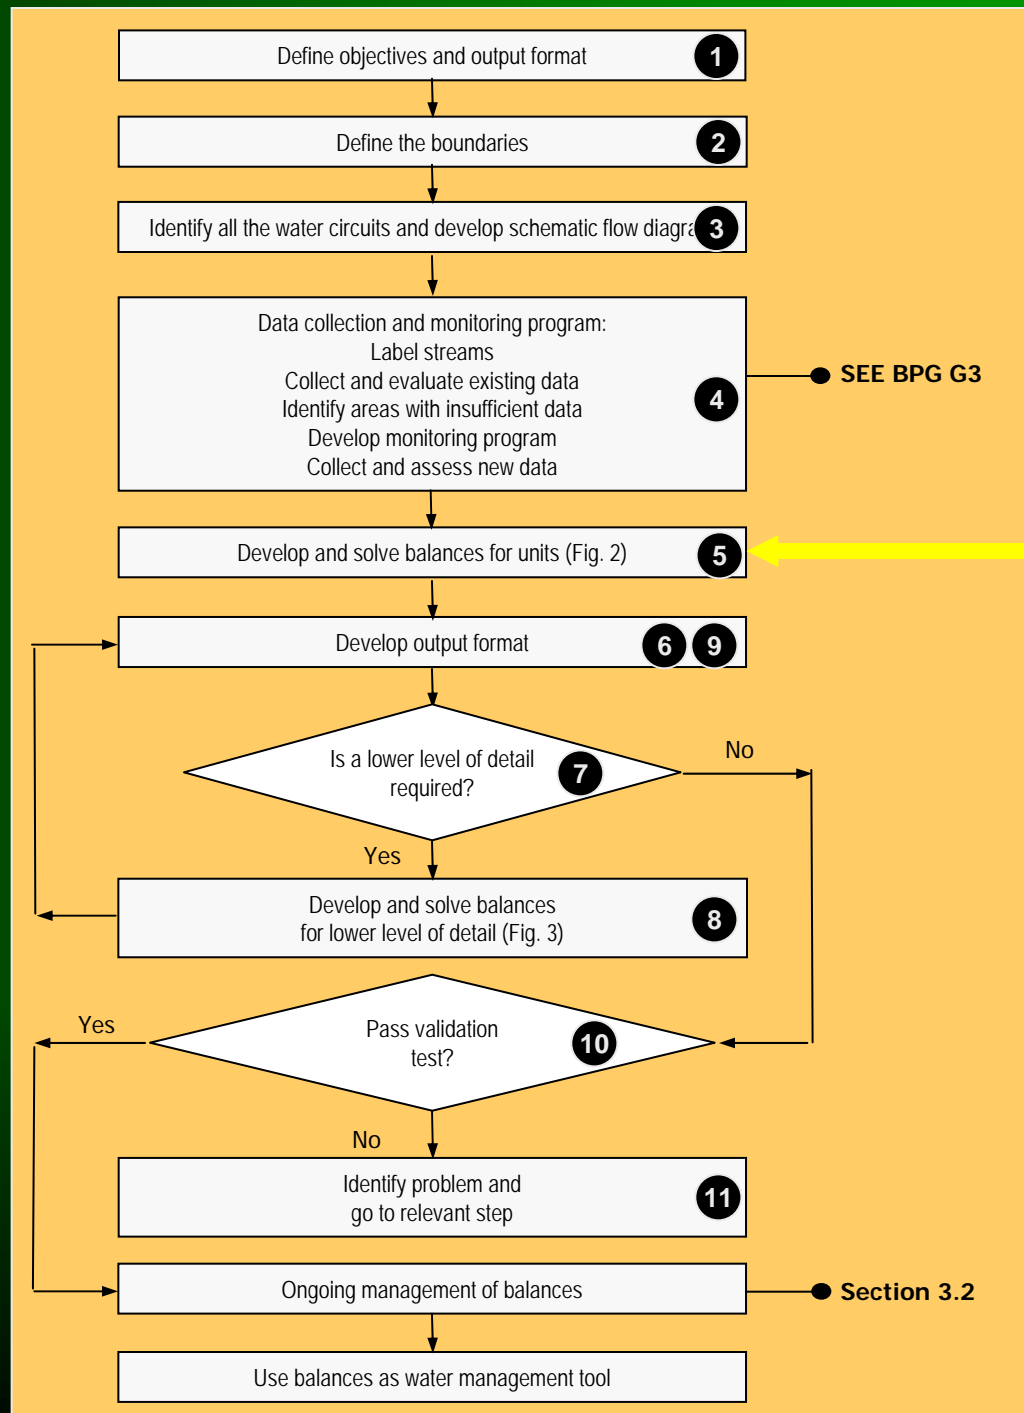 Define objectives and output format 1
Define the boundaries 2
Identify all the water circuits and develop schematic flow diagra 3
Data collection and monitoring program:
Label streams
Collect and evaluate existing data
Identify areas with insufficient data
Develop monitoring program
Collect and assess new data
4
SEE BPG G3
Develop and solve balances for units (Fig. 2) 5
Develop output format 6 9
Is a lower level of detail
required?
7
No
Yes
Develop and solve balances
for lower level of detail (Fig. 3)
8
Yes
Pass validation
test?
10
No
Identify problem and
go to relevant step
11
Ongoing management of balances
Section 3.2
Use balances as water management tool